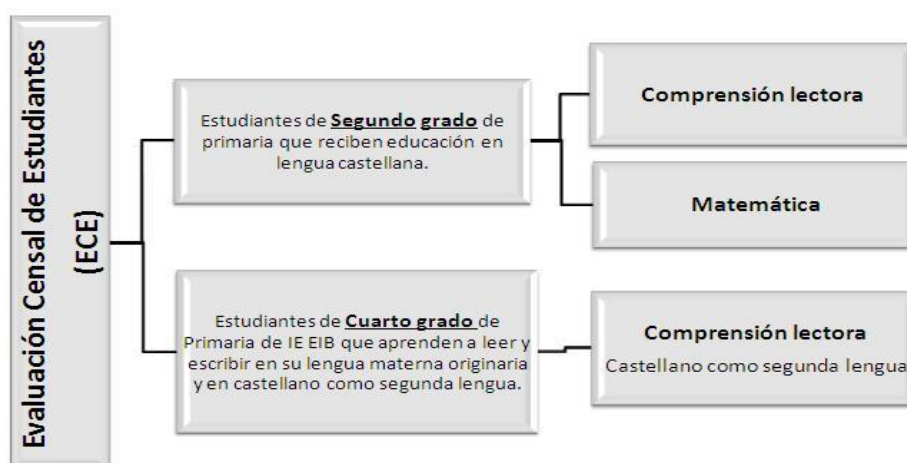 Evaluación Censal de Estudiantes
(ECE)
Estudiantes de Segundo grado de
primaria que reciben educación en
lengua castellana.
Comprensión lectora
Matemática
Estudiantes de Cuarto grado de
Primaria de IE EIB que aprenden a leer y
escribir en su lengua materna originaria
y en castellano como segunda lengua.
Comprensión lectora
Castellano como segunda lengua